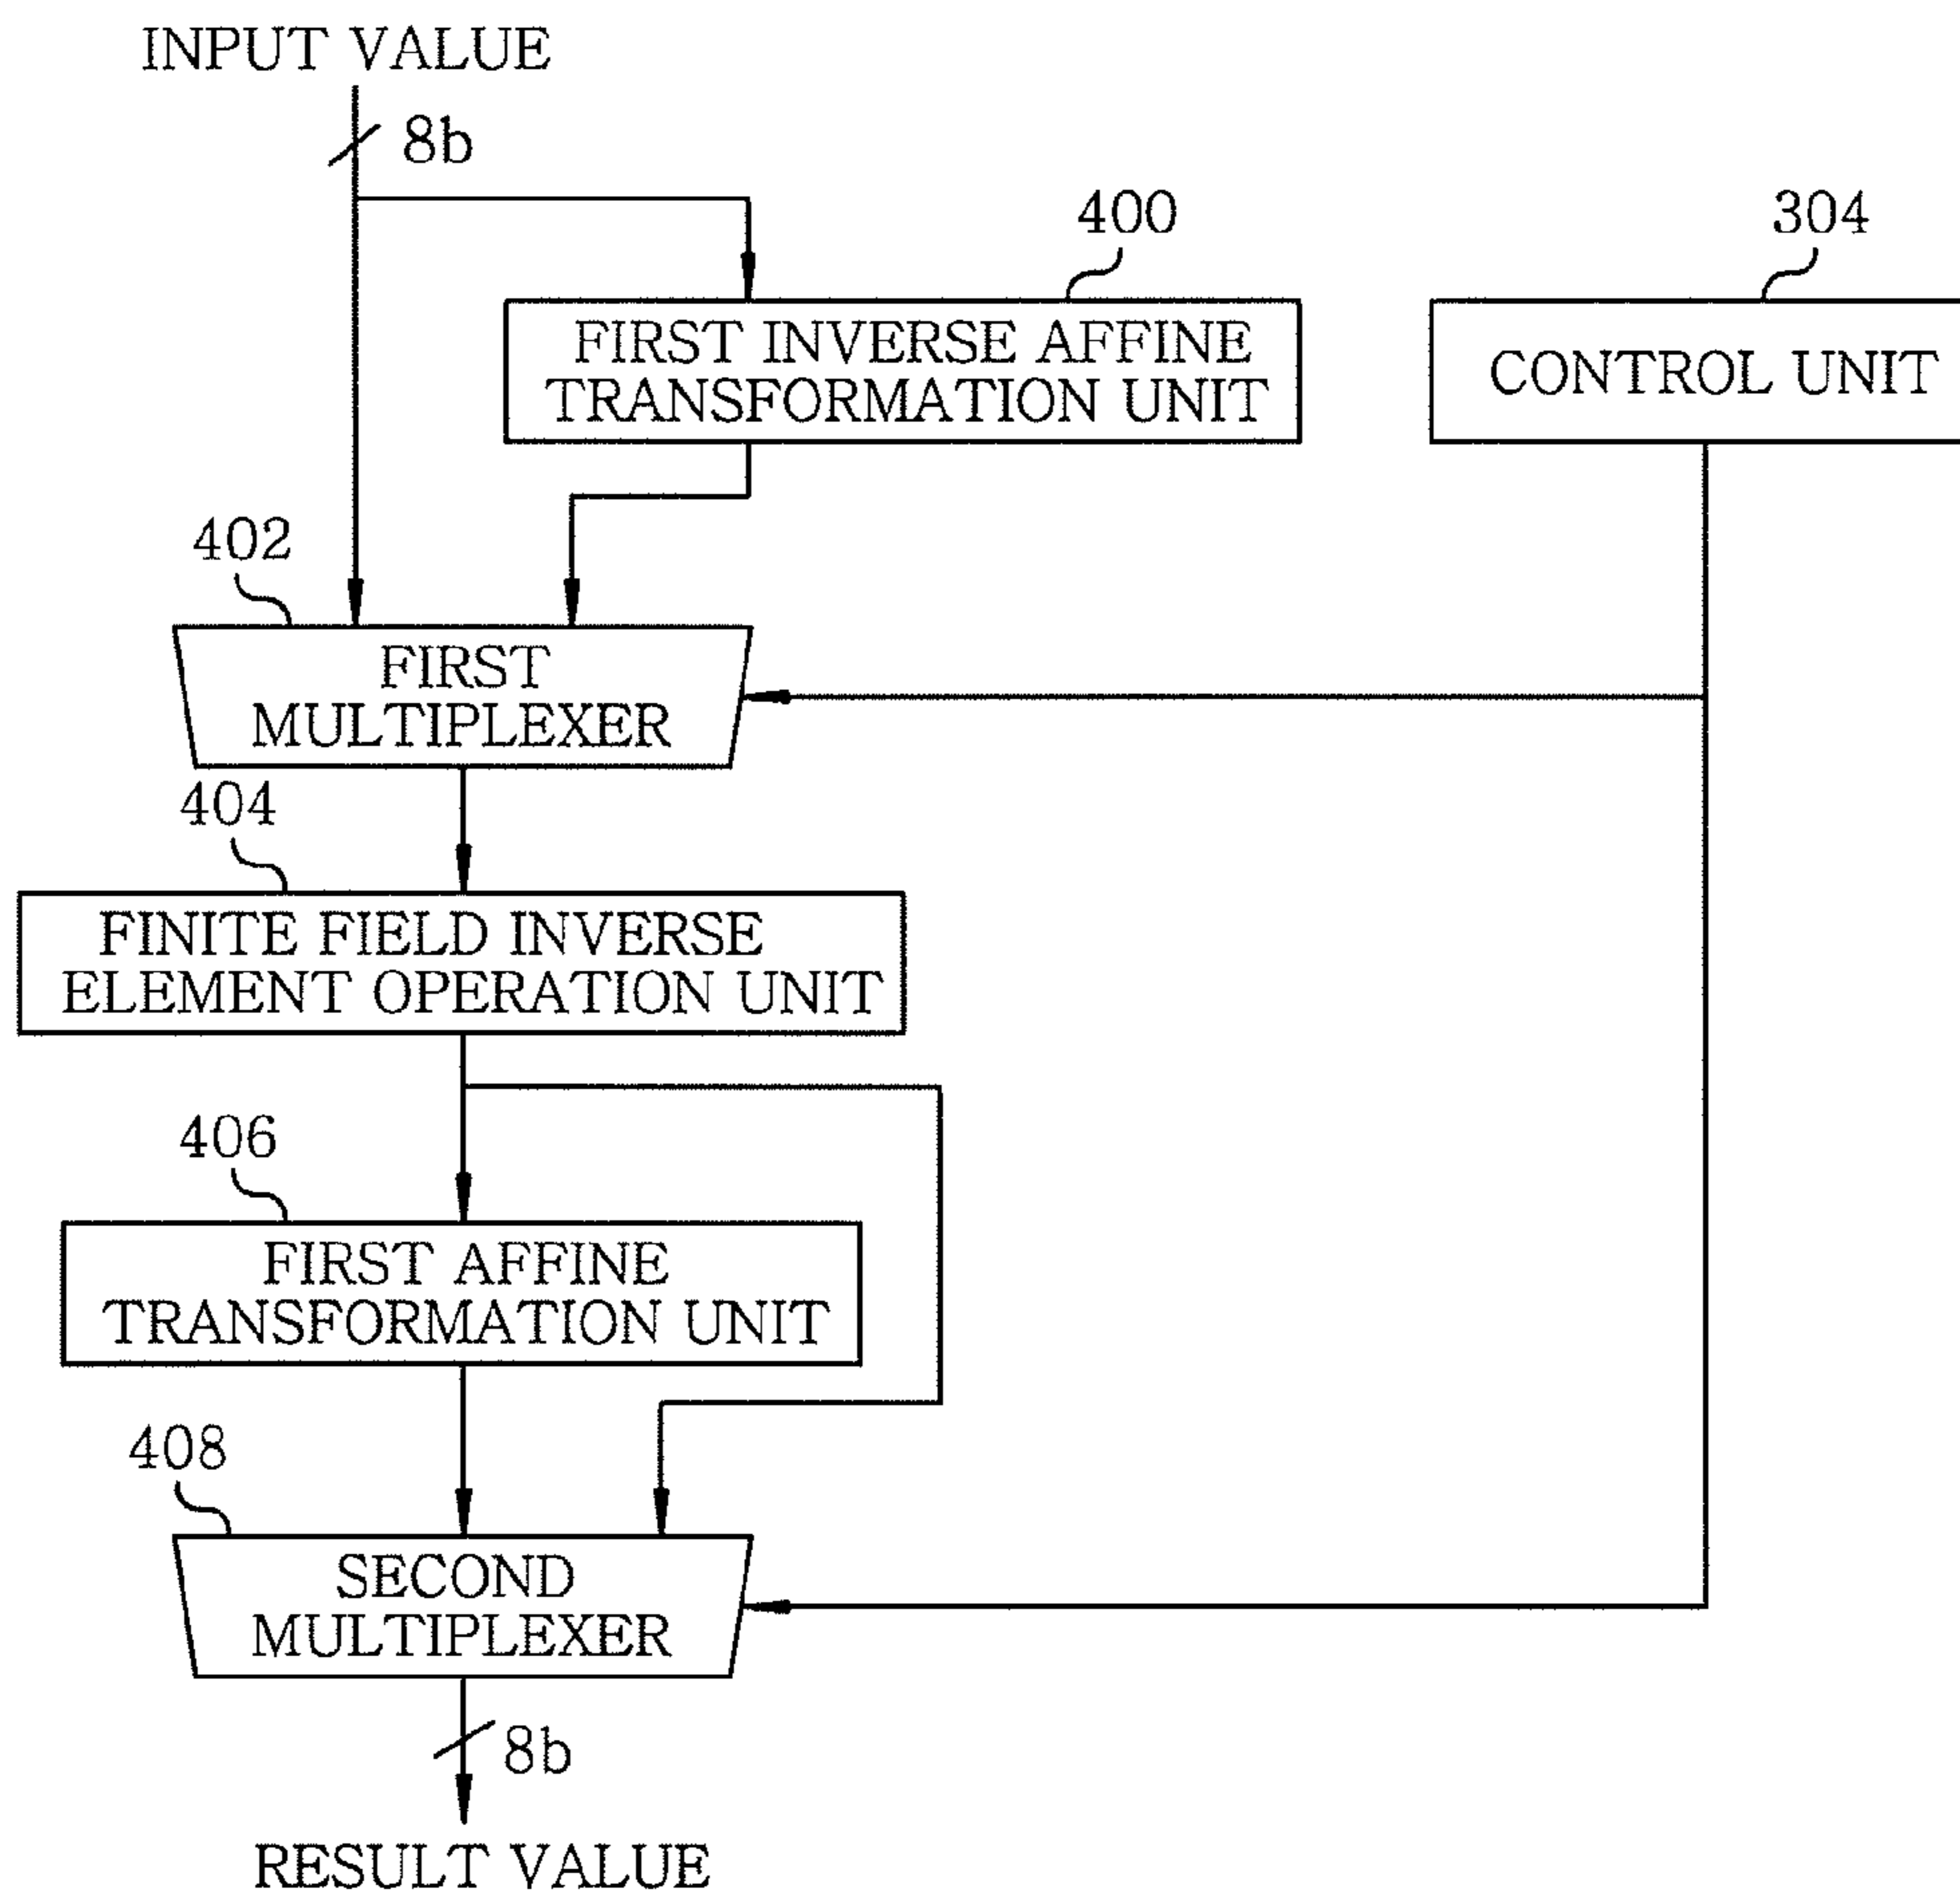 INPUT VALUE
8b
400
304
FIRST INVERSE AFFINE
TRANSFORMATION UNIT
CONTROL UNIT
402
FIRST
MULTIPLEXER
404
FINITE FIELD INVERSE
ELEMENT OPERATION UNIT
406
FIRST AFFINE
TRANSFORMATION UNIT
408
SECOND
MULTIPLEXER
8b
RESULT VALUE